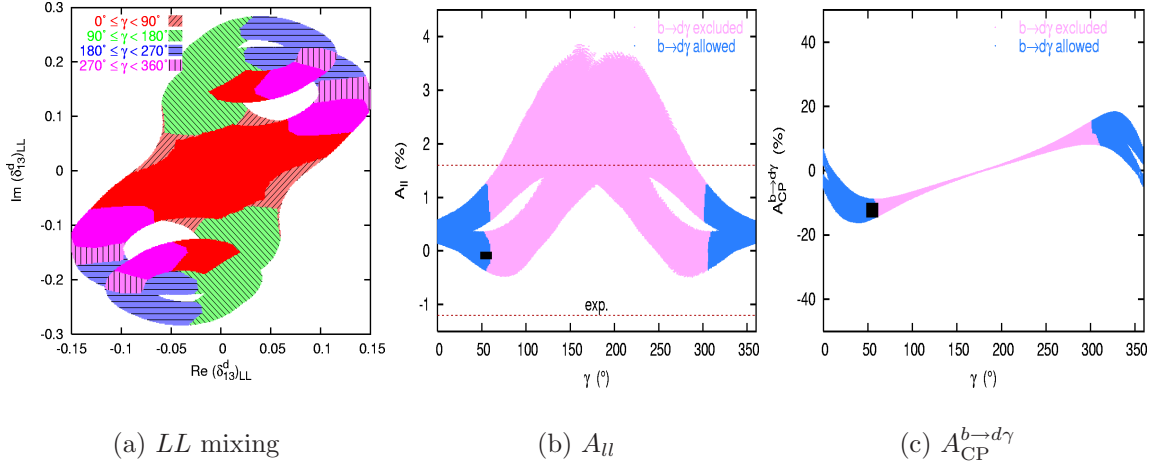 0° ≤ γ < 90°
90° ≤ γ < 180°
180° ≤ γ < 270°
270° ≤ γ < 360°
0.3
0.2
0.1
0
-0.1
-0.2
-0.3
Im (δ^d_13)_LL
-0.15
-0.1
-0.05
0
0.05
0.1
0.15
Re (δ^d_13)_LL
(a) LL mixing
b→dγ excluded
b→dγ allowed
4
3
2
1
0
-1
A_ll (%)
exp.
0
50
100
150
200
250
300
350
γ (°)
(b) A_ll
b→dγ excluded
b→dγ allowed
40
20
0
-20
-40
A_CP^b→dγ (%)
0
50
100
150
200
250
300
350
γ (°)
(c) A_CP^b→dγ